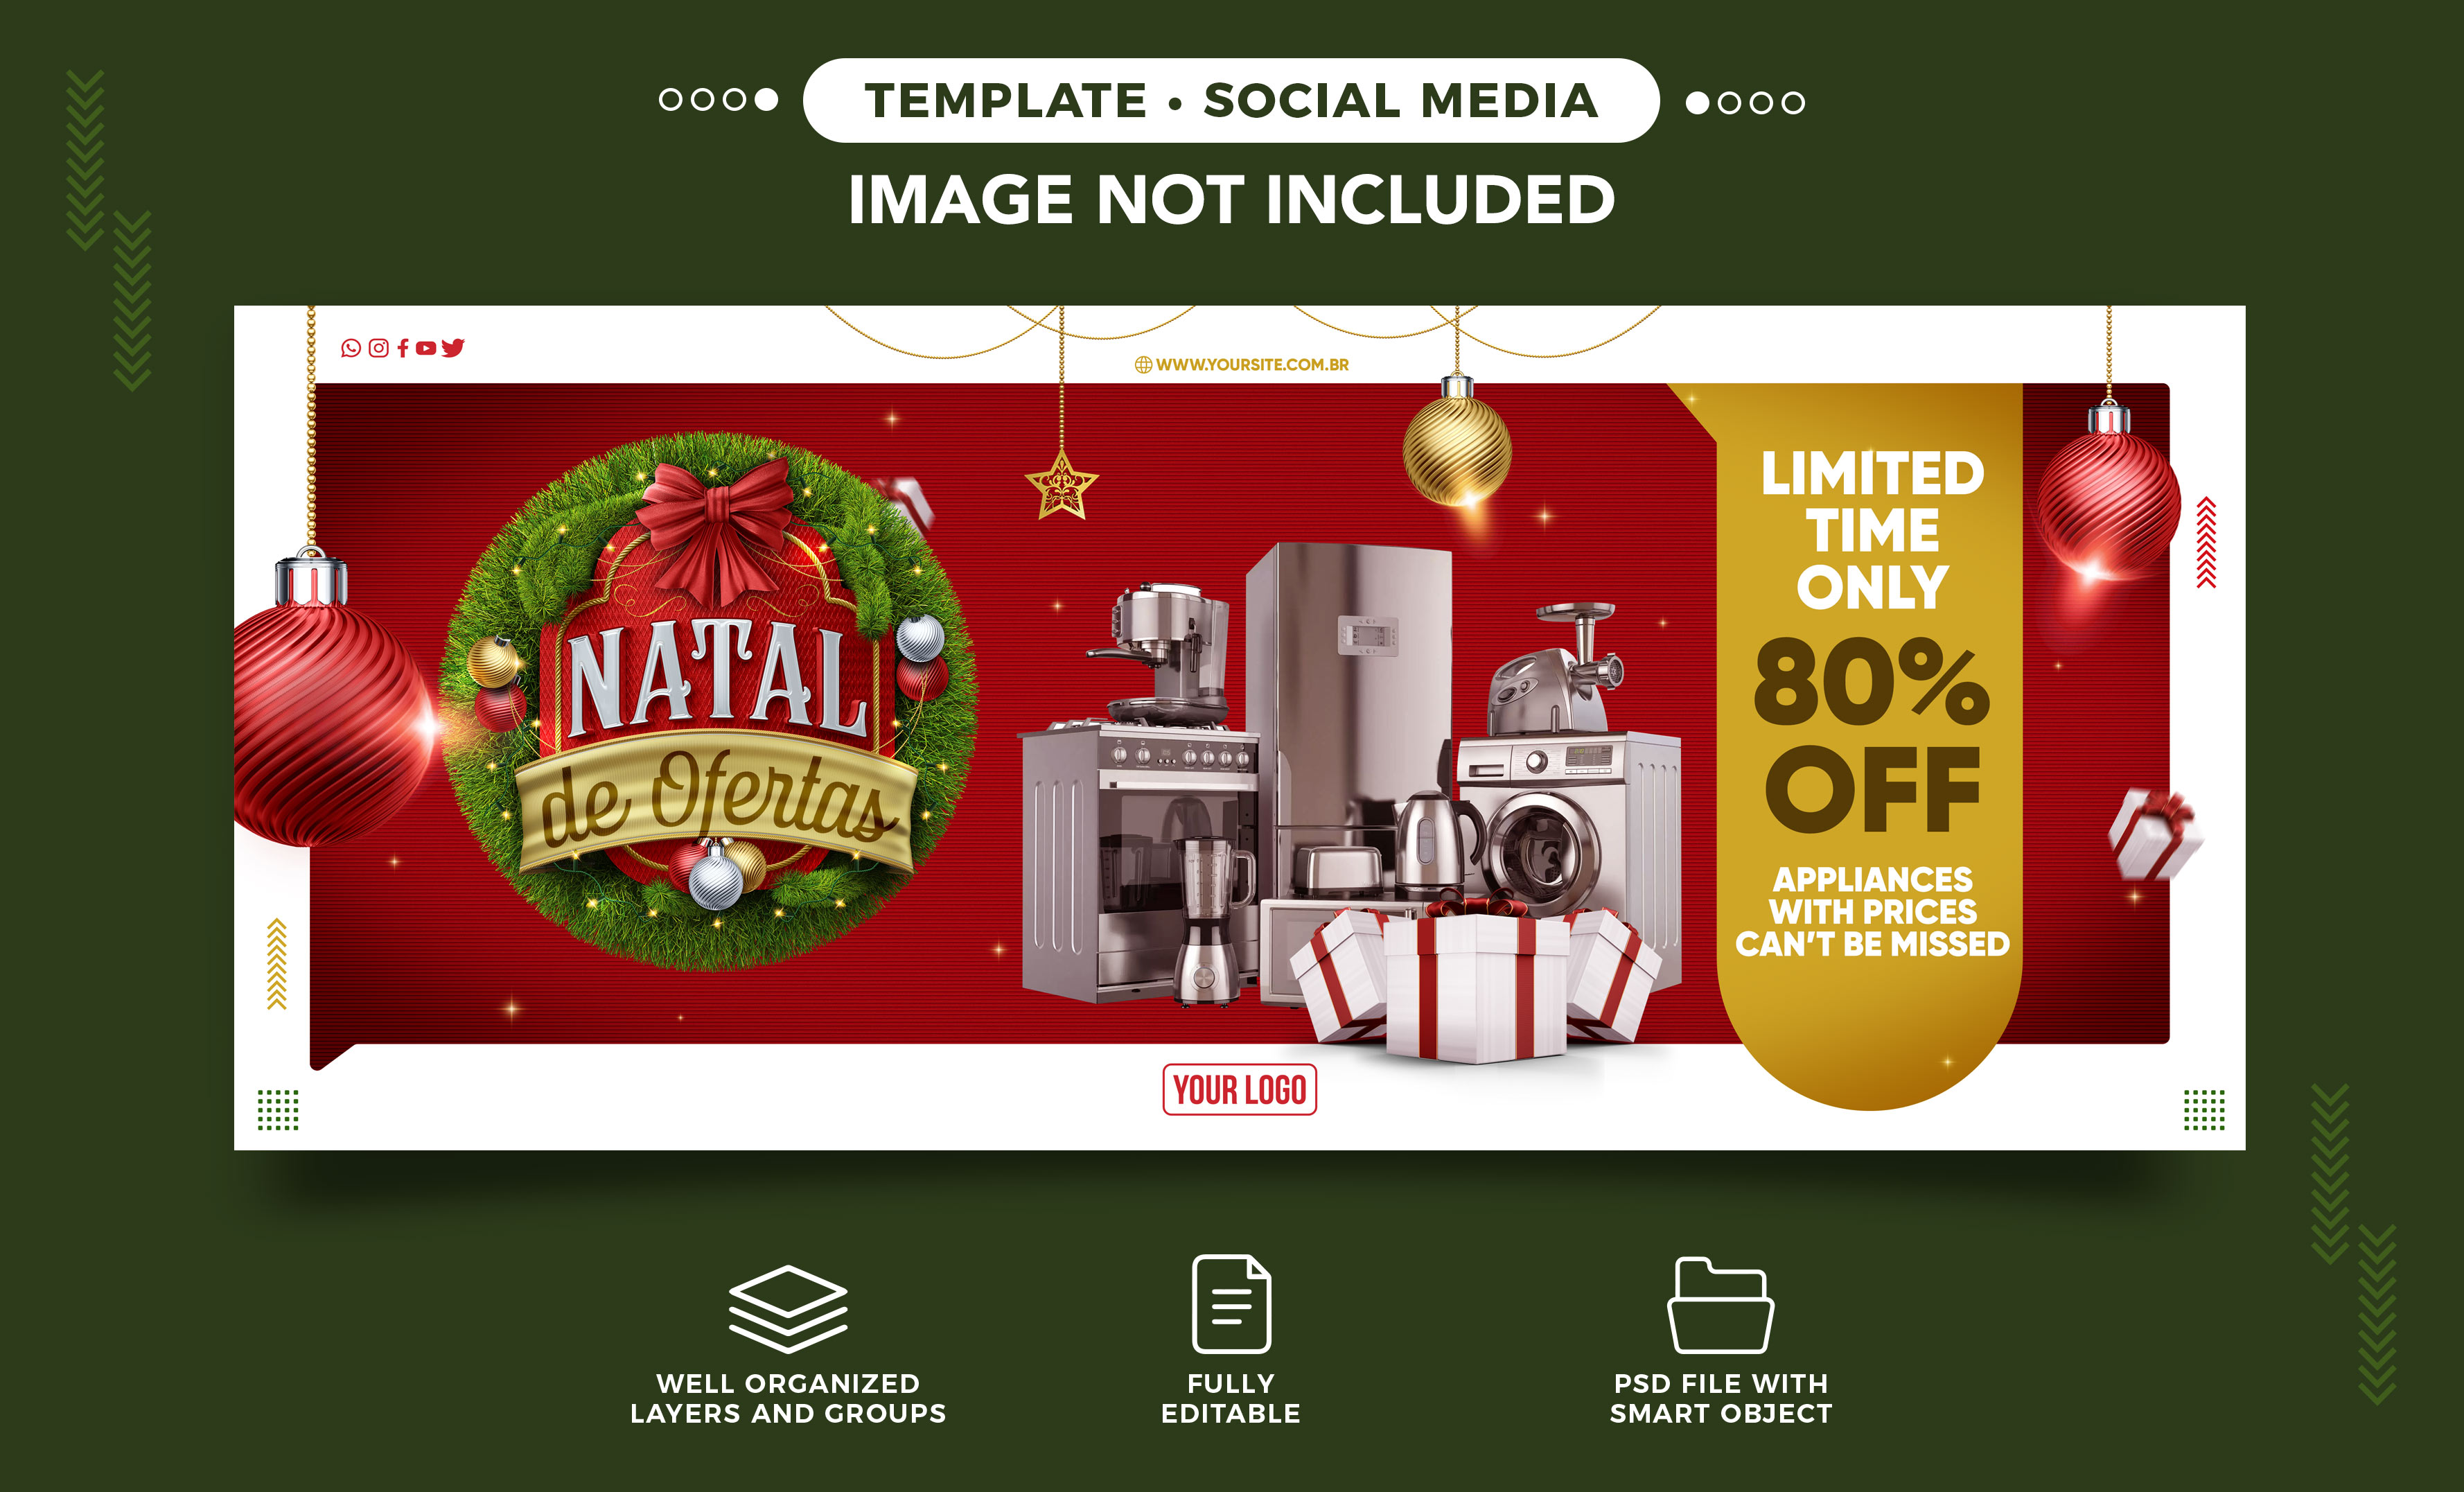 TEMPLATE • SOCIAL MEDIA
IMAGE NOT INCLUDED
WWW.YOURSITE.COM.BR
NATAL
de Ofertas
LIMITED
TIME
ONLY
80%
OFF
APPLIANCES
WITH PRICES
CAN'T BE MISSED
YOUR LOGO
WELL ORGANIZED
LAYERS AND GROUPS
FULLY
EDITABLE
PSD FILE WITH
SMART OBJECT